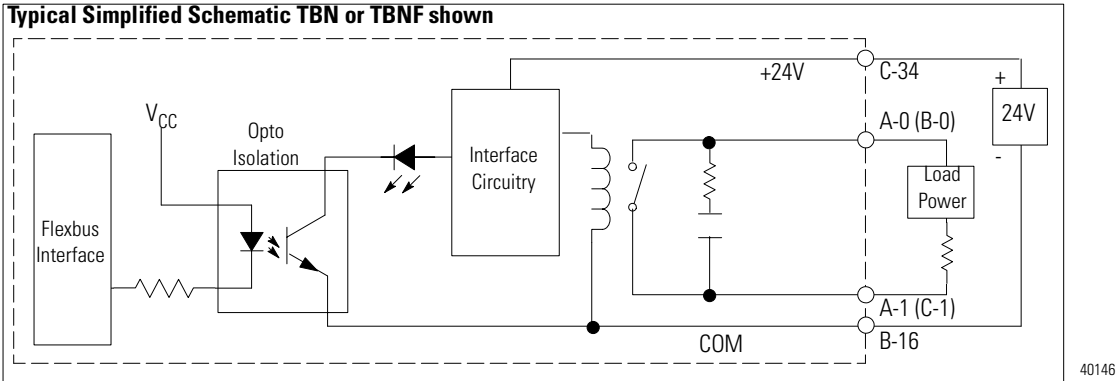 Typical Simplified Schematic TBN or TBNF shown
+24V
C-34
+
24V
-
VCC
Opto
Isolation
A-0 (B-0)
Interface
Circuitry
Load
Power
Flexbus
Interface
A-1 (C-1)
COM
B-16
40146